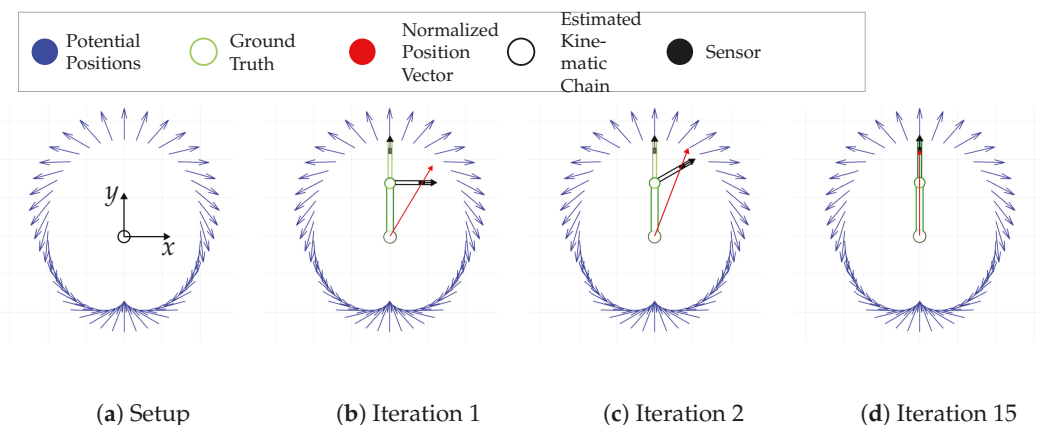 Potential
Positions
Ground
Truth
Normalized
Position
Vector
Estimated
Kine-
matic
Chain
Sensor
y
x
(a) Setup
(b) Iteration 1
(c) Iteration 2
(d) Iteration 15